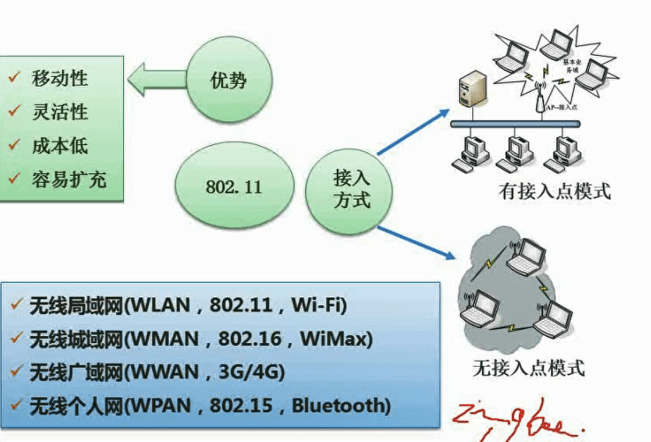 优势
移动性
灵活性
成本低
容易扩充
802.11
接入
方式
基本业
务域
AP-接入点
有接入点模式
无接入点模式
无线局域网(WLAN，802.11，Wi-Fi)
无线城域网(WMAN，802.16，WiMax)
无线广域网(WWAN，3G/4G)
无线个人网(WPAN，802.15，Bluetooth)